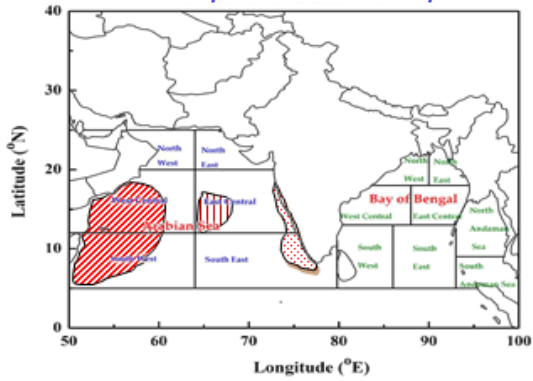 40
30
20
10
0
50
60
70
80
90
100
Latitude (°N)
Longitude (°E)
North
West
North
East
West Central
East Central
Arabian Sea
South West
South East
North
West
North
East
Bay of Bengal
West Central
East Central
North
Andaman
Sea
South
West
South
East
South
Andaman Sea